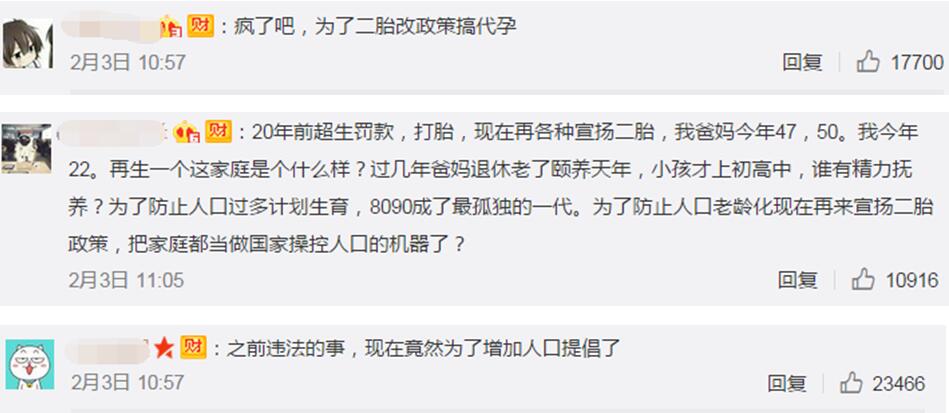 财：疯了吧，为了二胎改政策搞代孕
2月3日 10:57 回复 17700
财：20年前超生罚款，打胎，现在再各种宣扬二胎，我爸妈今年47，50。我今年
22。再生一个这家庭是个什么样？过几年爸妈退休老了颐养天年，小孩才上初高中，谁有精力抚
养？为了防止人口过多计划生育，8090成了最孤独的一代。为了防止人口老龄化现在再来宣扬二胎
政策，把家庭都当做国家操控人口的机器了？
2月3日 11:05 回复 10916
财：之前违法的事，现在竟然为了增加人口提倡了
2月3日 10:57 回复 23466